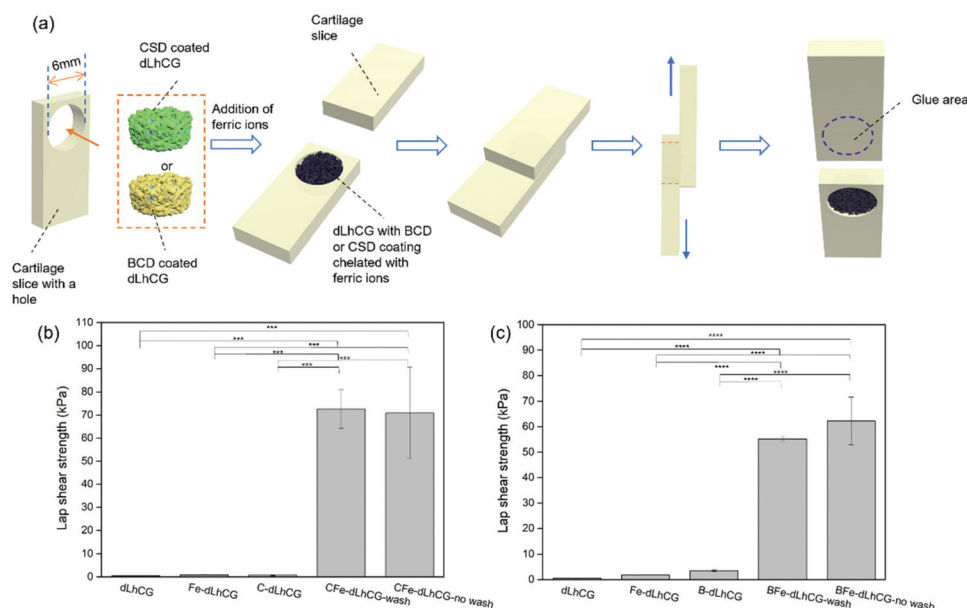 (a)
CSD coated
dLhCG
6mm
or
BCD coated
dLhCG
Cartilage
slice with a
hole
Addition of
ferric ions
Cartilage
slice
dLhCG with BCD
or CSD coating
chelated with
ferric ions
Glue area
(b)
Lap shear strength (kPa)
110
100
90
80
70
60
50
40
30
20
10
0
***
***
***
***
***
***
dLhCG
Fe-dLhCG
C-dLhCG
CFe-dLhCG-wash
CFe-dLhCG-no wash
(c)
Lap shear strength (kPa)
100
90
80
70
60
50
40
30
20
10
0
****
****
****
****
****
****
dLhCG
Fe-dLhCG
B-dLhCG
BFe-dLhCG-wash
BFe-dLhCG-no wash